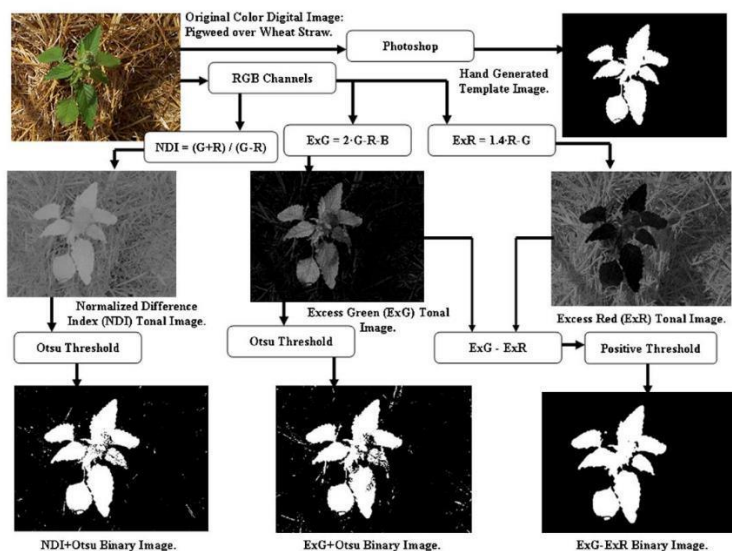 Original Color Digital Image:
Pigweed over Wheat Straw.
Photoshop
RGB Channels
Hand Generated
Template Image.
NDI = (G+R) / (G-R)
ExG = 2·G-R-B
ExR = 1.4·R-G
Normalized Difference
Index (NDI) Tonal Image.
Excess Green (ExG) Tonal
Image.
Excess Red (ExR) Tonal Image.
Otsu Threshold
Otsu Threshold
ExG - ExR
Positive Threshold
NDI+Otsu Binary Image.
ExG+Otsu Binary Image.
ExG-ExR Binary Image.